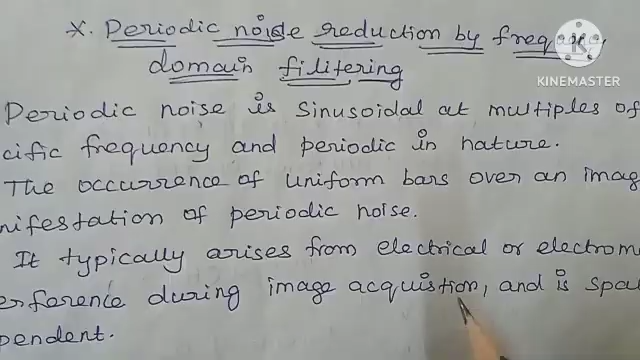 X. Periodic noise reduction by freque
domain filitering
KINEMASTER
Periodic noise is sinusoidal at multiples of
cific frequency and periodic in nature.
The occurrence of uniform bars over an imag
nifestation of periodic noise.
It typically arises from electrical or electrom
erference during image acquistion, and is spa
pendent.